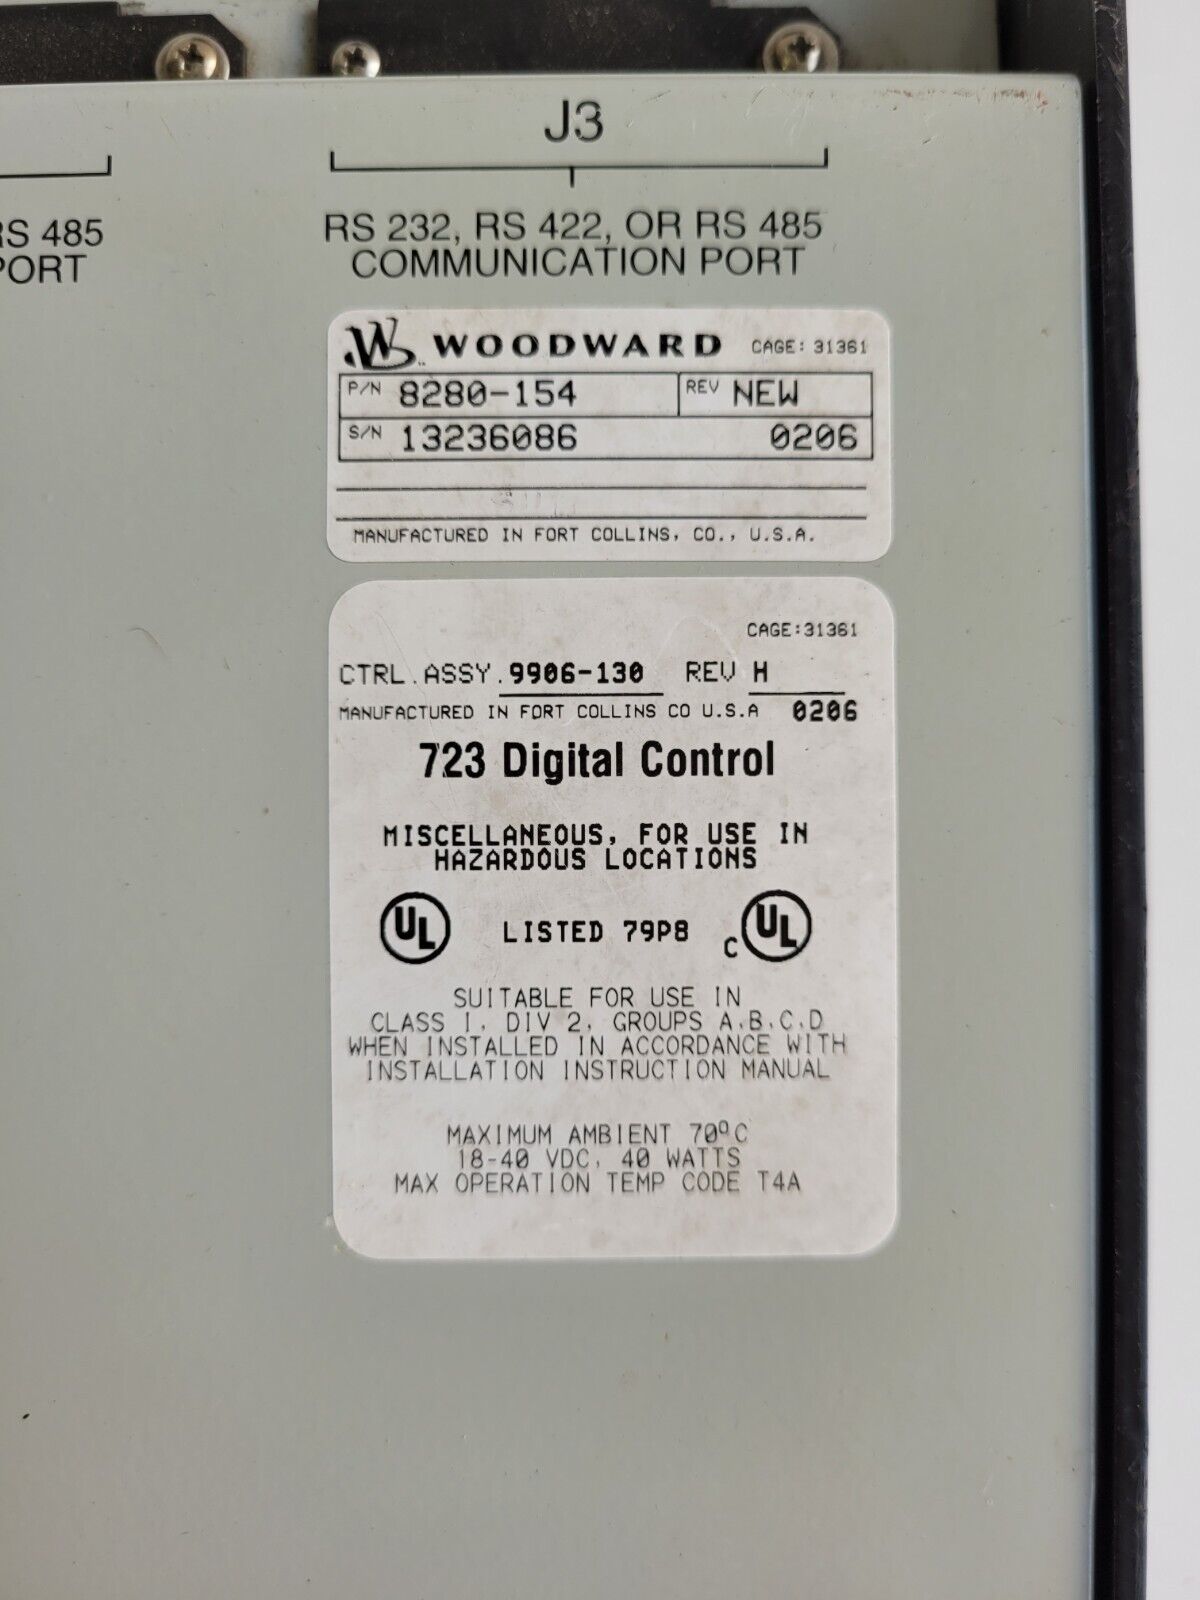 J3
RS 485
PORT
RS 232, RS 422, OR RS 485
COMMUNICATION PORT
WOODWARD CAGE: 31361
P/N 8280-154 REV NEW
S/N 13236086 0206
MANUFACTURED IN FORT COLLINS, CO., U.S.A.
CAGE:31361
CTRL.ASSY. 9906-130 REV H
MANUFACTURED IN FORT COLLINS CO U.S.A 0206
723 Digital Control
MISCELLANEOUS, FOR USE IN
HAZARDOUS LOCATIONS
UL LISTED 79P8 C UL
SUITABLE FOR USE IN
CLASS I, DIV 2, GROUPS A,B,C,D
WHEN INSTALLED IN ACCORDANCE WITH
INSTALLATION INSTRUCTION MANUAL
MAXIMUM AMBIENT 70°C
18-40 VDC, 40 WATTS
MAX OPERATION TEMP CODE T4A